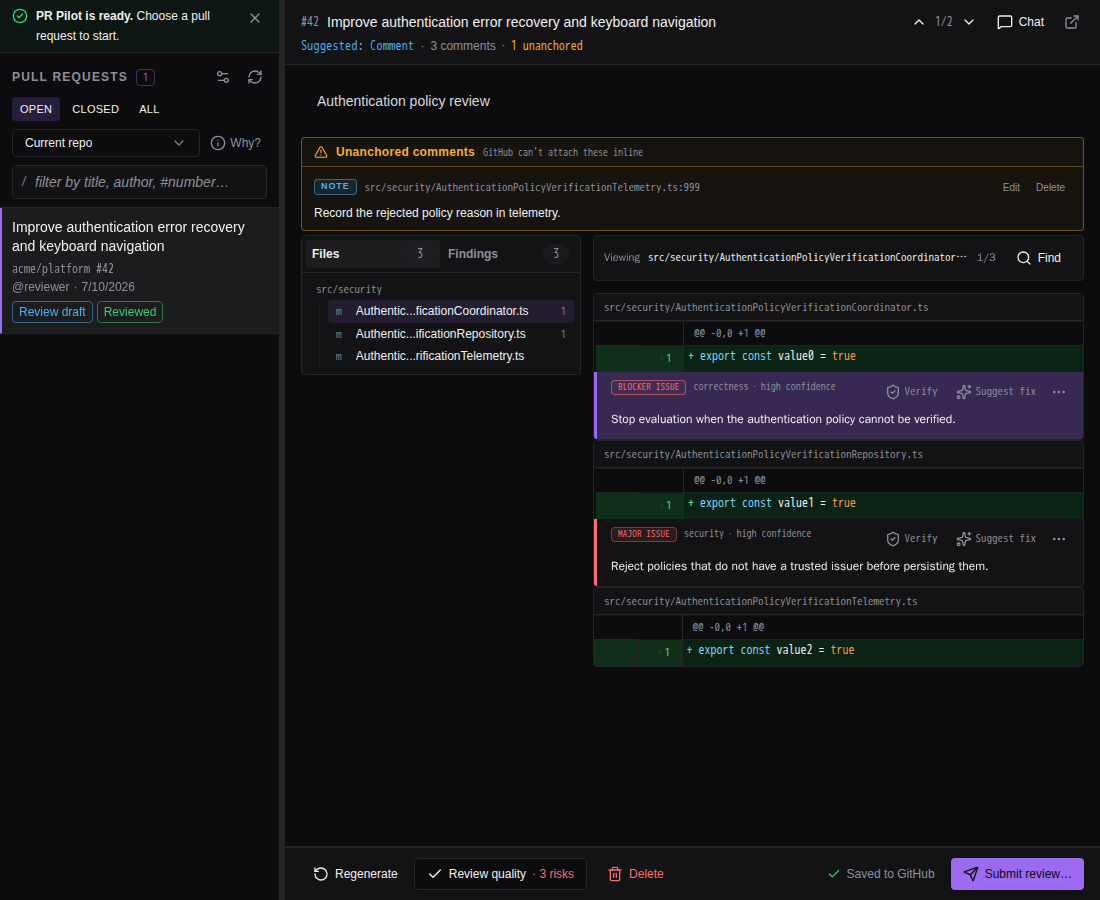 PR Pilot is ready. Choose a pull
request to start.
PULL REQUESTS 1
OPEN CLOSED ALL
Current repo
Why?
/ filter by title, author, #number…
Improve authentication error recovery
and keyboard navigation
acme/platform #42
@reviewer · 7/10/2026
Review draft Reviewed
#42 Improve authentication error recovery and keyboard navigation
1/2
Chat
Suggested: Comment · 3 comments · 1 unanchored
Authentication policy review
Unanchored comments GitHub can't attach these inline
NOTE src/security/AuthenticationPolicyVerificationTelemetry.ts:999
Edit Delete
Record the rejected policy reason in telemetry.
Files 3 Findings 3
src/security
m Authentic...ficationCoordinator.ts 1
m Authentic...ificationRepository.ts 1
m Authentic...rificationTelemetry.ts
Viewing src/security/AuthenticationPolicyVerificationCoordinator… 1/3 Find
src/security/AuthenticationPolicyVerificationCoordinator.ts
@@ -0,0 +1 @@
1 + export const value0 = true
BLOCKER ISSUE correctness · high confidence
Verify Suggest fix ···
Stop evaluation when the authentication policy cannot be verified.
src/security/AuthenticationPolicyVerificationRepository.ts
@@ -0,0 +1 @@
1 + export const value1 = true
MAJOR ISSUE security · high confidence
Verify Suggest fix ···
Reject policies that do not have a trusted issuer before persisting them.
src/security/AuthenticationPolicyVerificationTelemetry.ts
@@ -0,0 +1 @@
1 + export const value2 = true
Regenerate
Review quality · 3 risks
Delete
Saved to GitHub
Submit review…